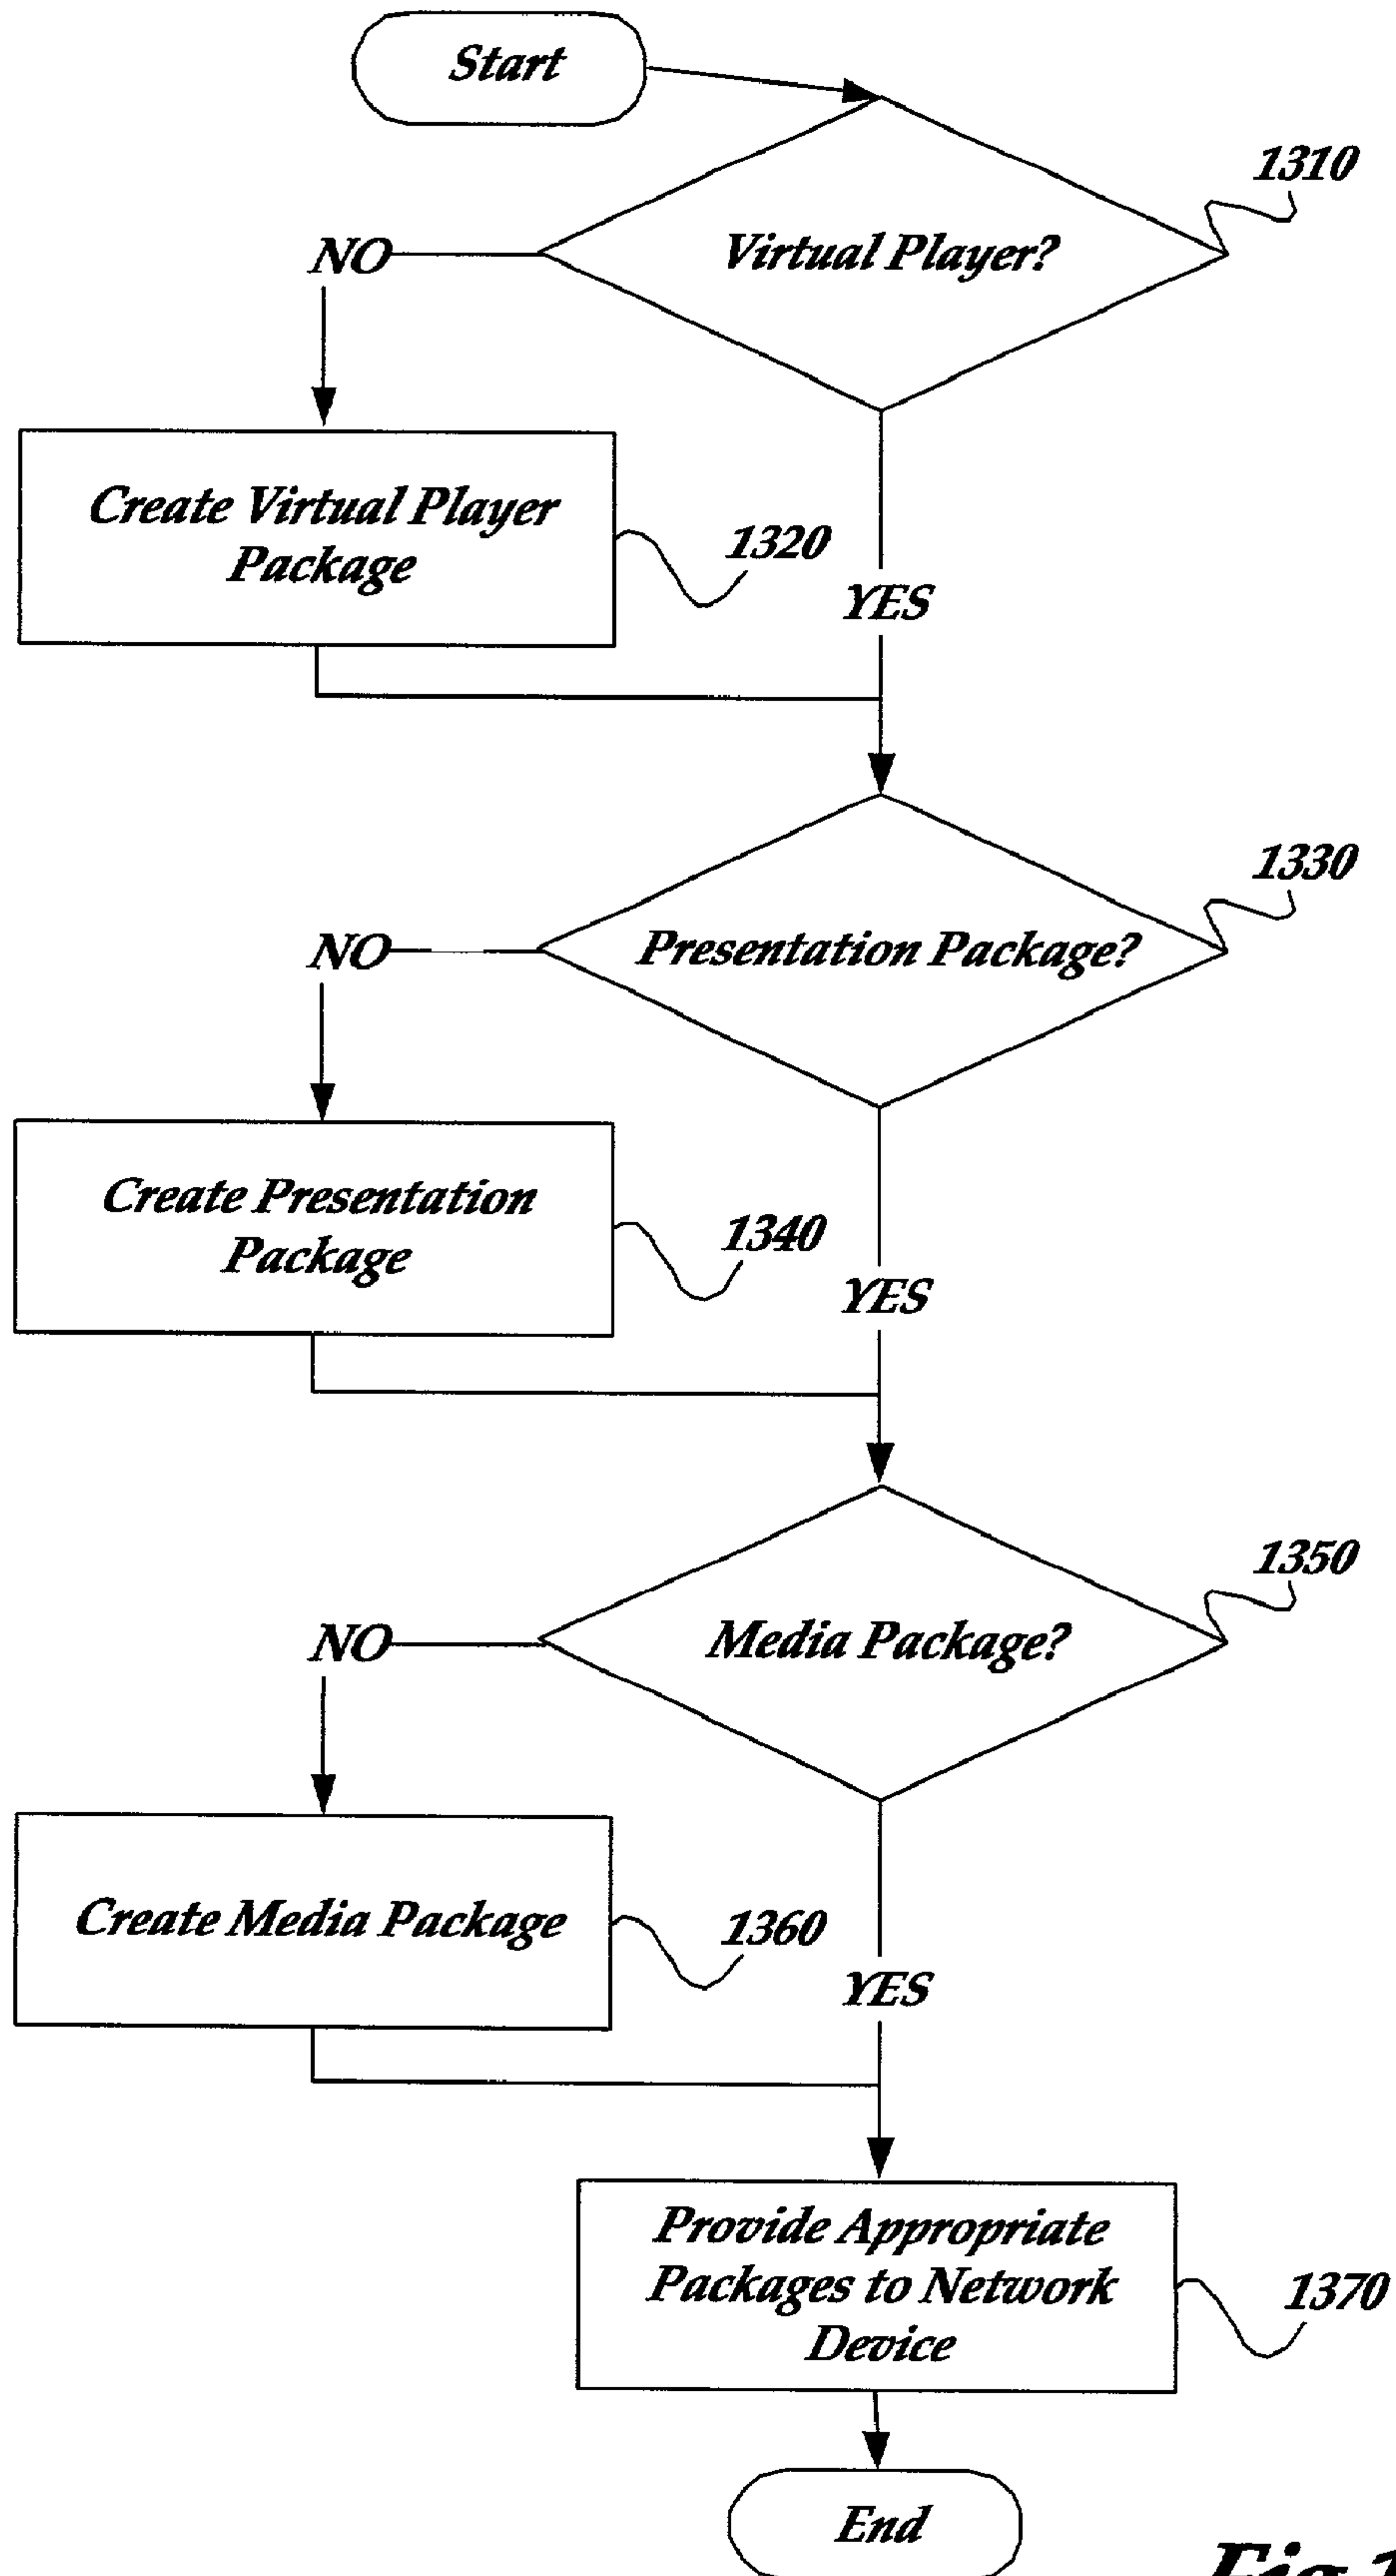 Start
1310
Virtual Player?
NO
Create Virtual Player
Package
1320
YES
1330
Presentation Package?
NO
Create Presentation
Package
1340
YES
1350
Media Package?
NO
Create Media Package
1360
YES
Provide Appropriate
Packages to Network
Device
1370
End